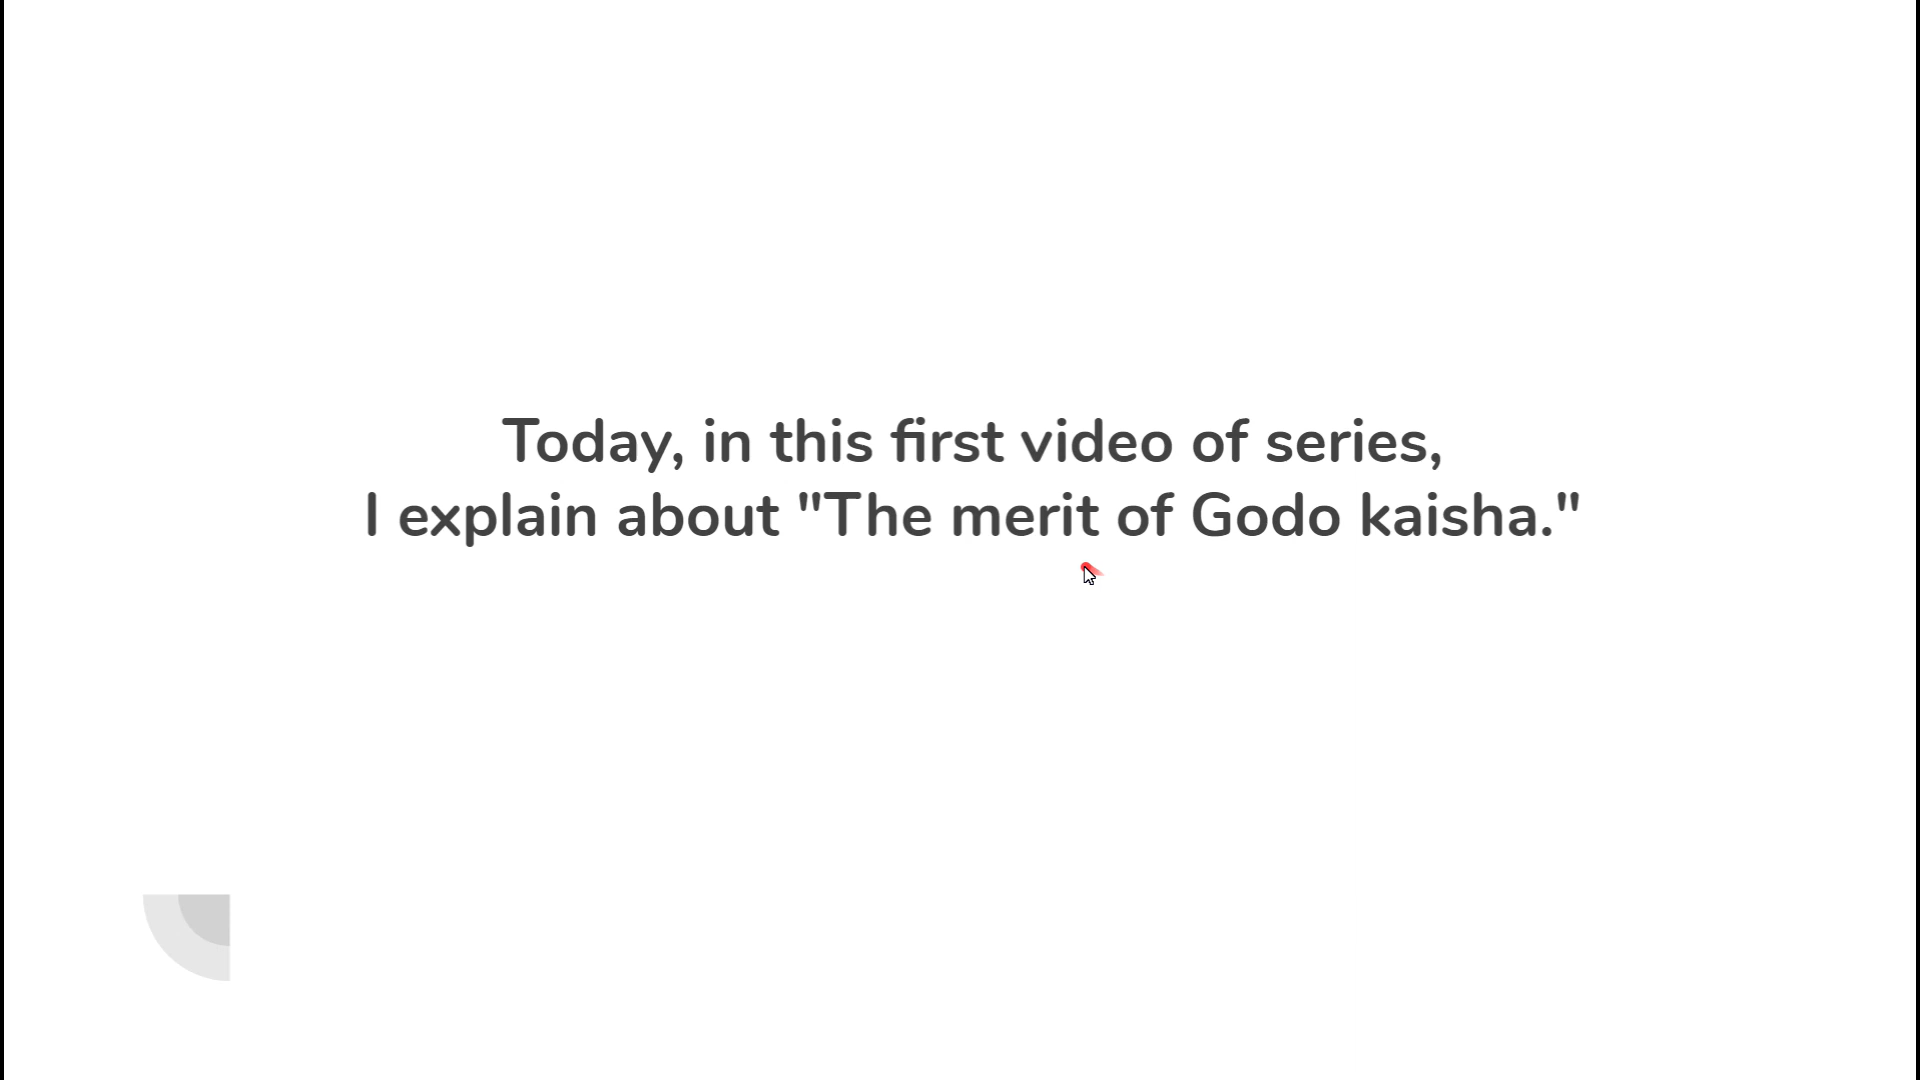 Today, in this first video of series,
I explain about "The merit of Godo kaisha."